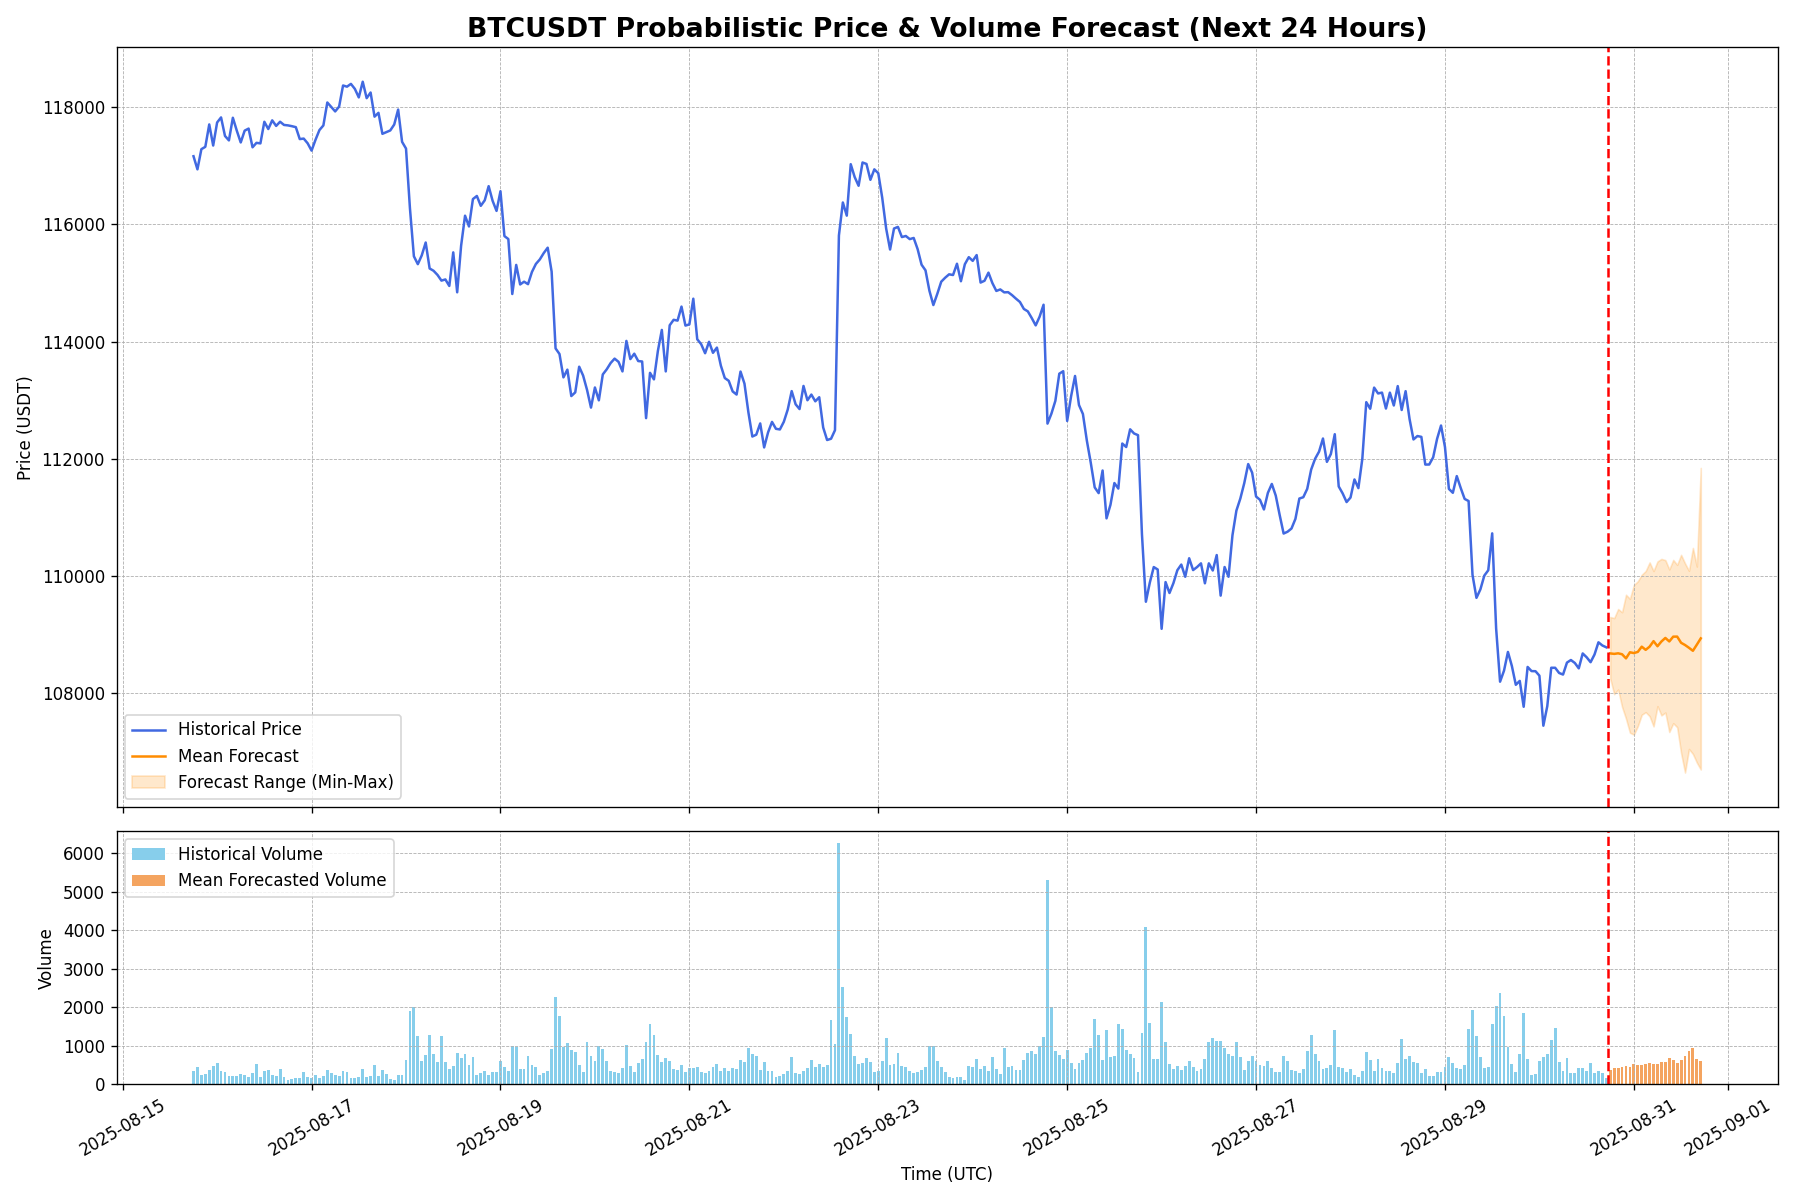 BTCUSDT Probabilistic Price & Volume Forecast (Next 24 Hours)
118000
116000
114000
112000
110000
108000
Price (USDT)
Historical Price
Mean Forecast
Forecast Range (Min-Max)
6000
5000
4000
3000
2000
1000
0
Volume
Historical Volume
Mean Forecasted Volume
2025-08-15
2025-08-17
2025-08-19
2025-08-21
2025-08-23
2025-08-25
2025-08-27
2025-08-29
2025-08-31
2025-09-01
Time (UTC)